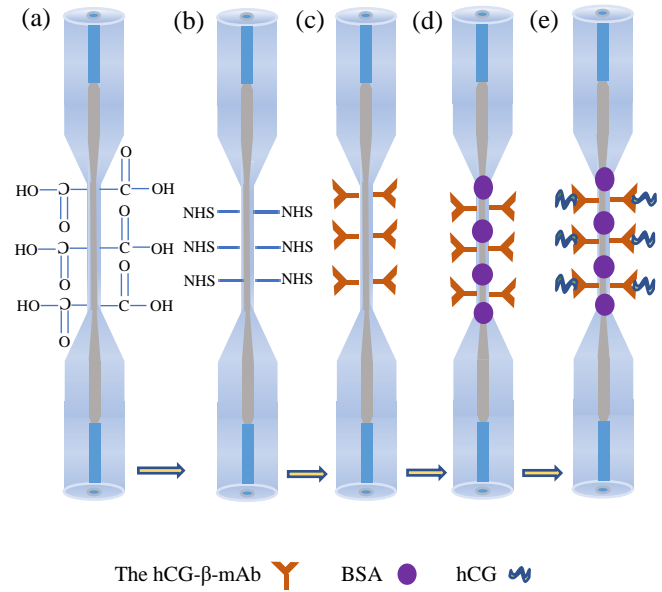 (a) (b) (c) (d) (e)
O
HO C C OH
O O
HO C C OH
O O
HO C C OH
O
NHS NHS
NHS NHS
NHS NHS
The hCG-β-mAb BSA hCG